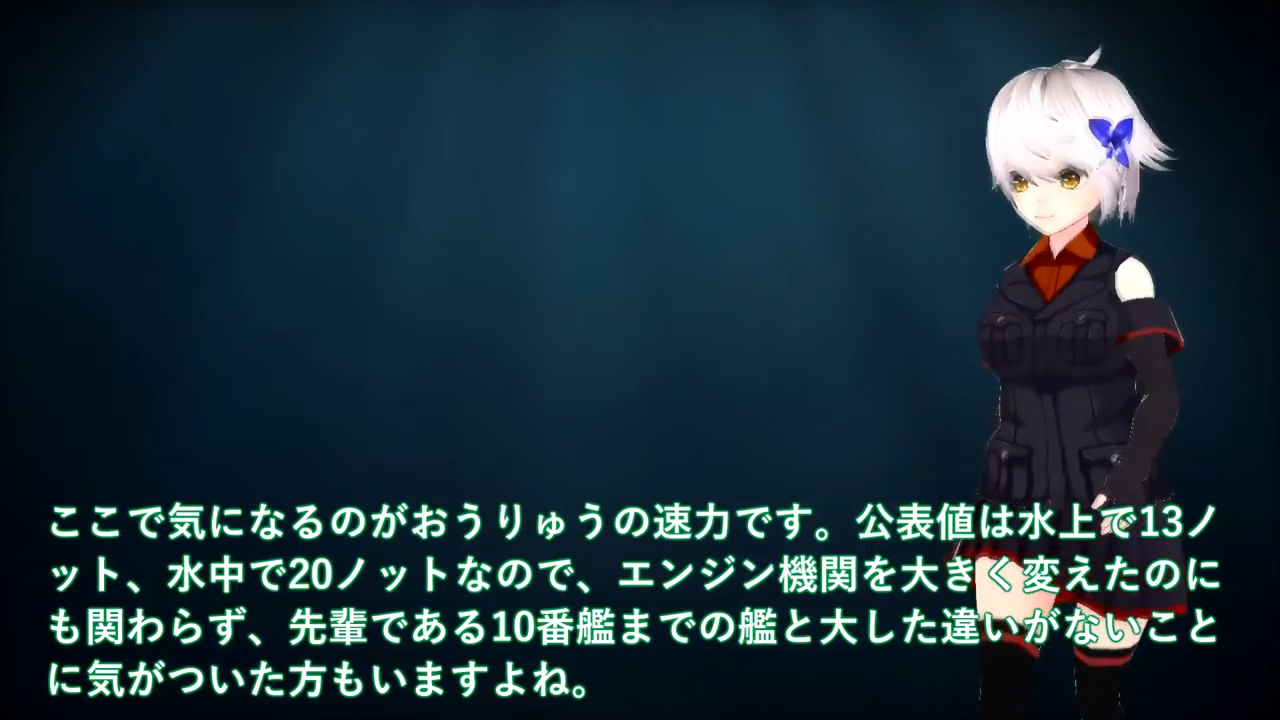 ここで気になるのがおうりゅうの速力です。公表値は水上で13ノ
ット、水中で20ノットなので、エンジン機関を大きく変えたのに
も関わらず、先輩である10番艦までの艦と大した違いがないこと
に気がついた方もいますよね。